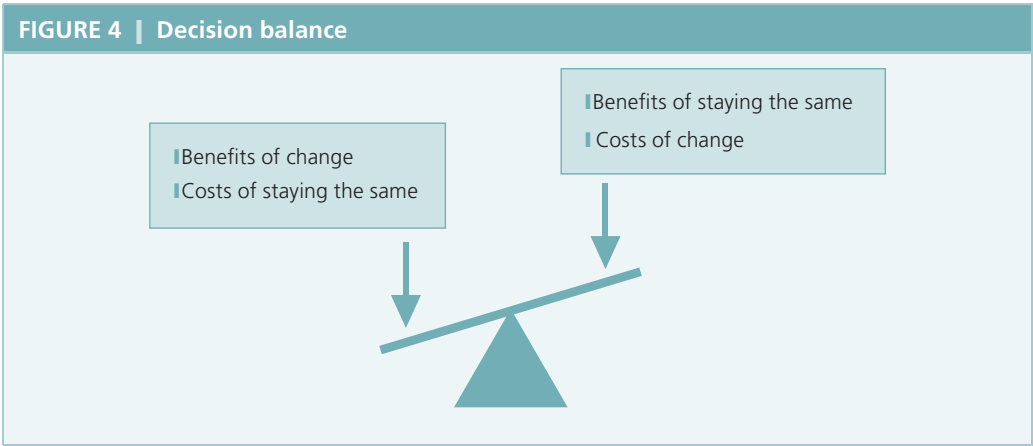 FIGURE 4 | Decision balance
Benefits of change
Costs of staying the same
Benefits of staying the same
Costs of change